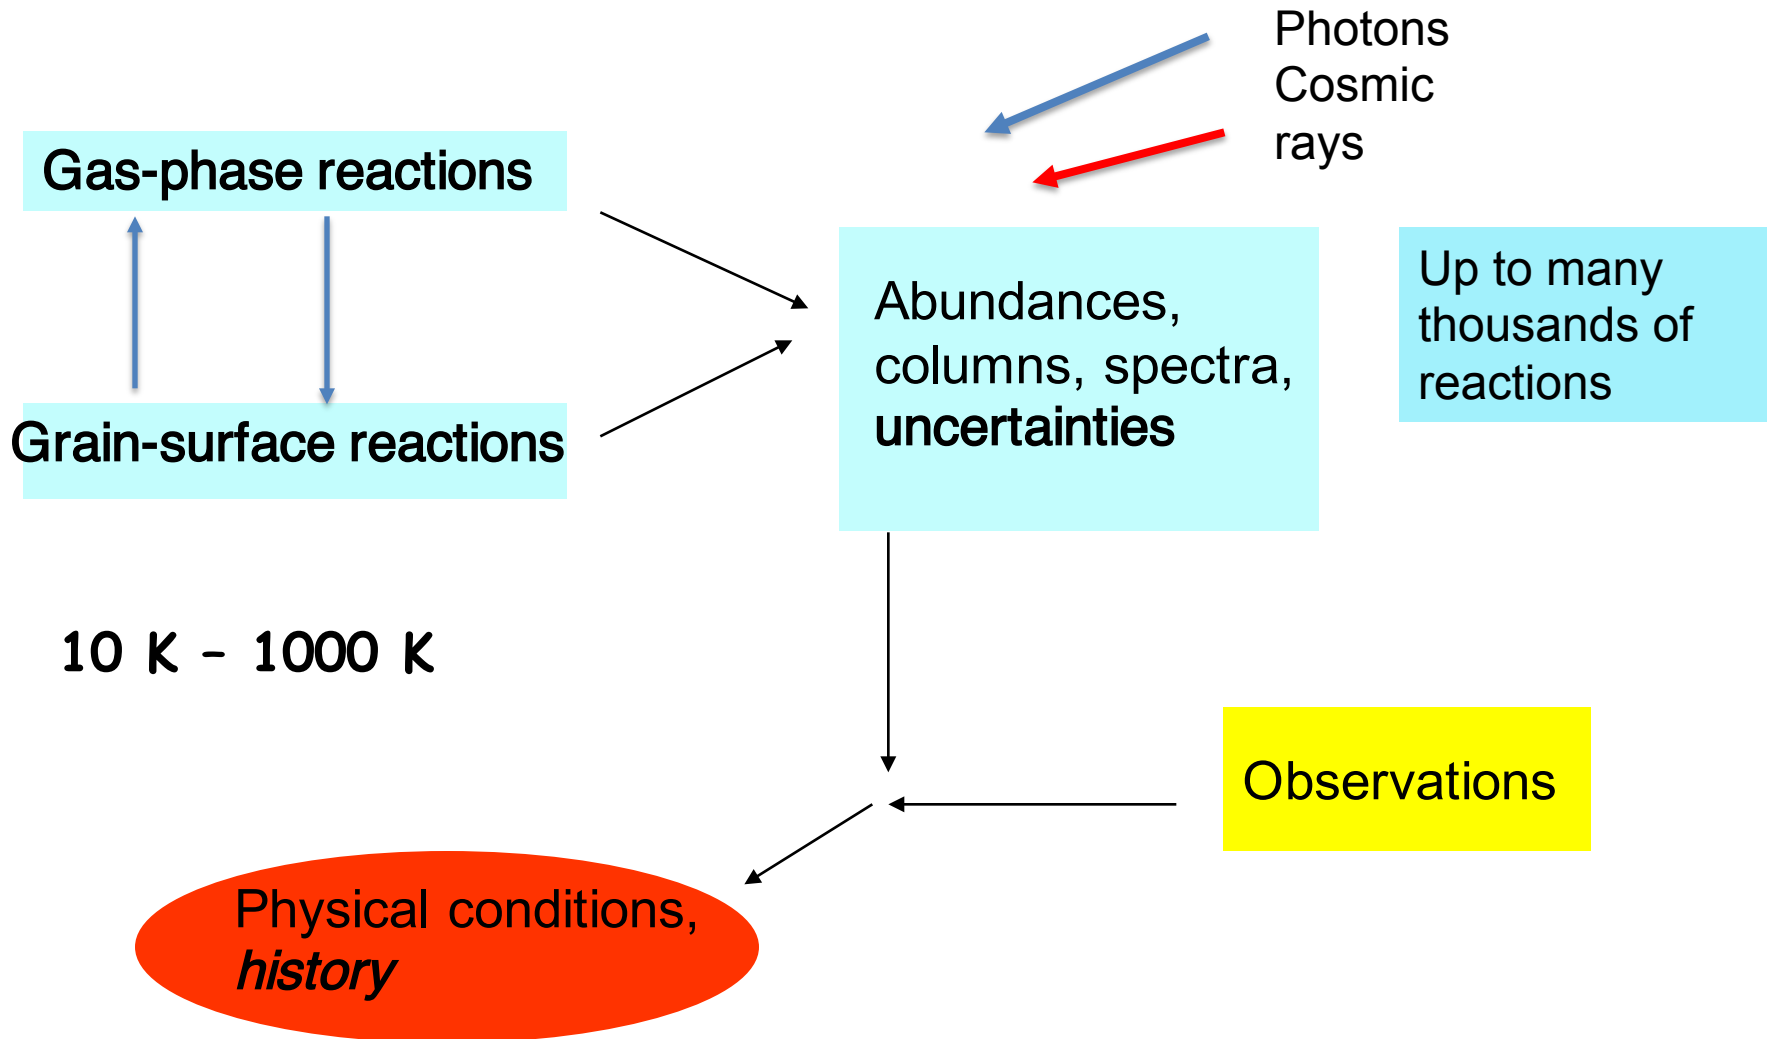 Photons
Cosmic
rays
Gas-phase reactions
Grain-surface reactions
Abundances,
columns, spectra,
uncertainties
Up to many
thousands of
reactions
10 K - 1000 K
Observations
Physical conditions,
history